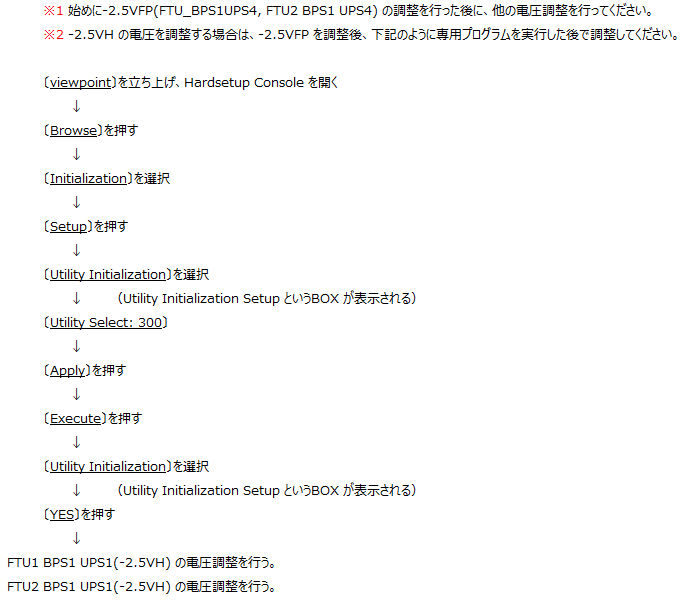 ※1 始めに-2.5VFP(FTU_BPS1UPS4, FTU2 BPS1 UPS4) の調整を行った後に、他の電圧調整を行ってください。
※2 -2.5VH の電圧を調整する場合は、-2.5VFP を調整後、下記のように専用プログラムを実行した後で調整してください。
〔viewpoint〕を立ち上げ、Hardsetup Console を開く
↓
〔Browse〕を押す
↓
〔Initialization〕を選択
↓
〔Setup〕を押す
↓
〔Utility Initialization〕を選択
↓ （Utility Initialization Setup というBOX が表示される）
〔Utility Select: 300〕
↓
〔Apply〕を押す
↓
〔Execute〕を押す
↓
〔Utility Initialization〕を選択
↓ （Utility Initialization Setup というBOX が表示される）
〔YES〕を押す
↓
FTU1 BPS1 UPS1(-2.5VH) の電圧調整を行う。
FTU2 BPS1 UPS1(-2.5VH) の電圧調整を行う。